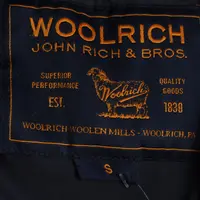 WOOLRICH
JOHN RICH & BROS.
SUPERIOR PERFORMANCE
QUALITY GOODS
Woolrich
EST.
1830
WOOLRICH WOOLEN MILLS - WOOLRICH, PA
S